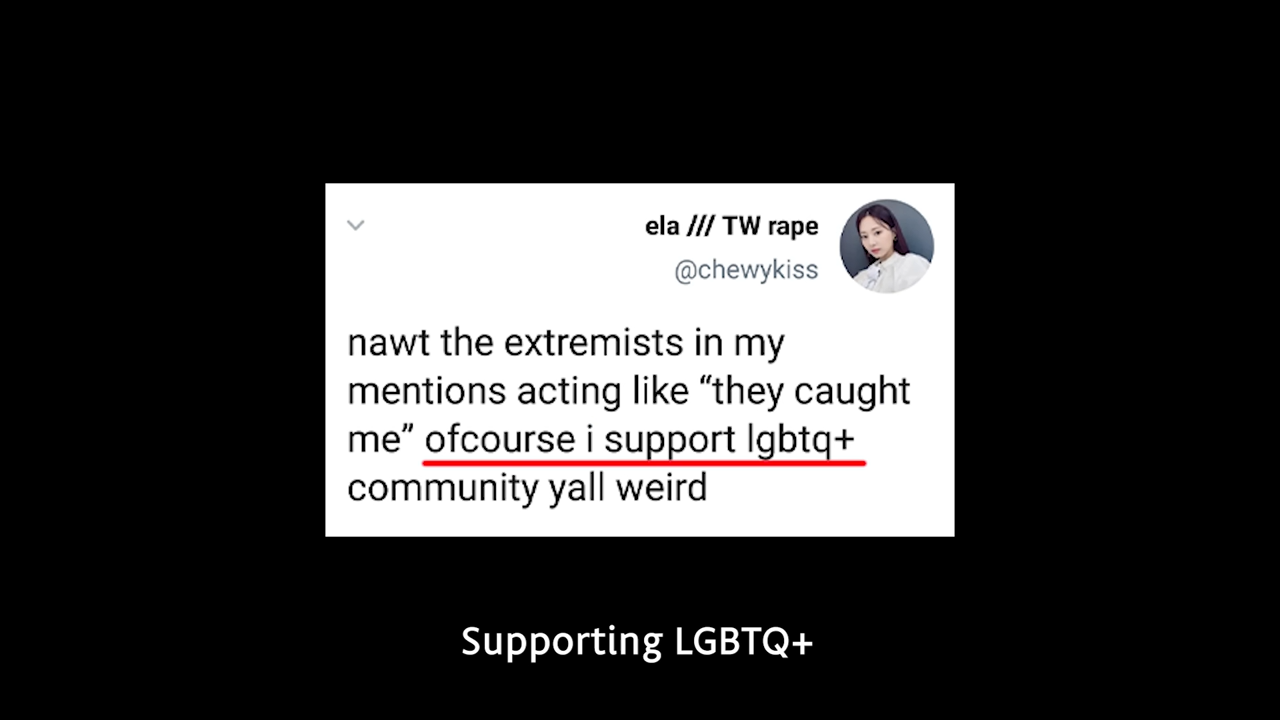 ela /// TW rape
@chewykiss
nawt the extremists in my
mentions acting like “they caught
me” ofcourse i support lgbtq+
community yall weird
Supporting LGBTQ+